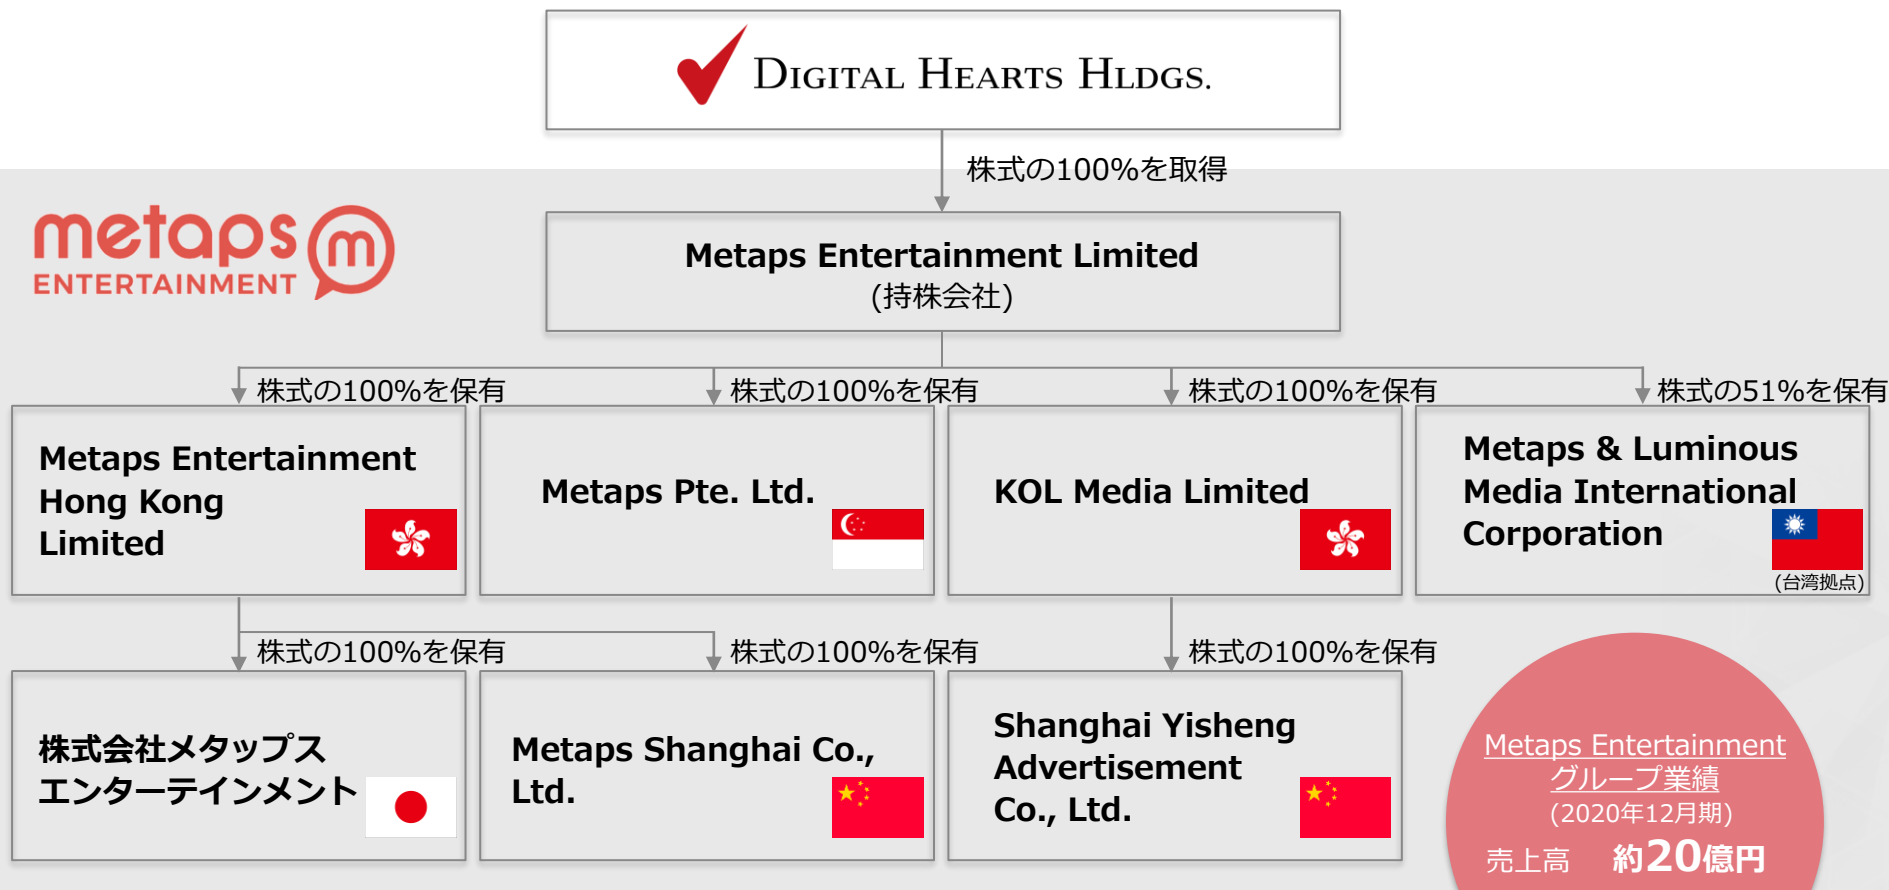 DIGITAL HEARTS HLDGS.
株式の100%を取得
metaps m
ENTERTAINMENT
Metaps Entertainment Limited
(持株会社)
株式の100%を保有
株式の100%を保有
株式の100%を保有
株式の51%を保有
Metaps Entertainment
Hong Kong
Limited
Metaps Pte. Ltd.
KOL Media Limited
Metaps & Luminous
Media International
Corporation
(台湾拠点)
株式の100%を保有
株式の100%を保有
株式の100%を保有
株式会社メタップス
エンターテインメント
Metaps Shanghai Co.,
Ltd.
Shanghai Yisheng
Advertisement
Co., Ltd.
Metaps Entertainment
グループ業績
(2020年12月期)
売上高 約20億円